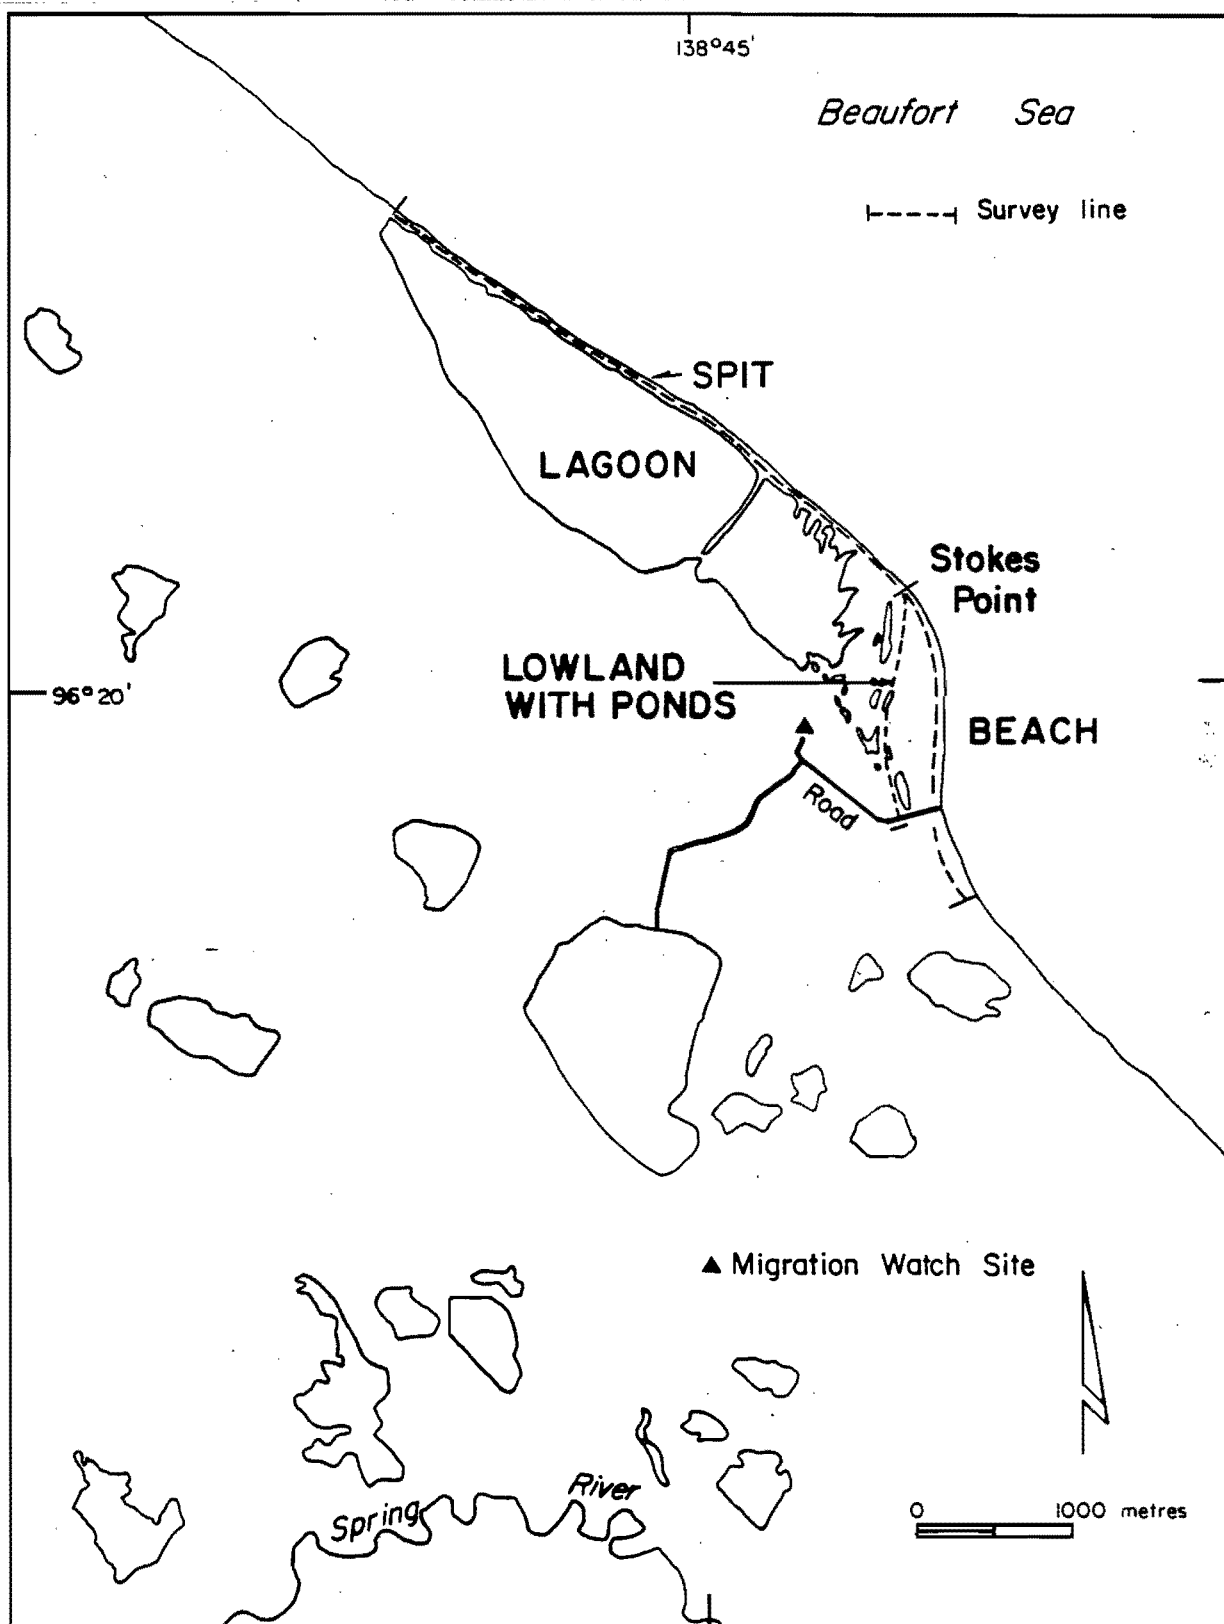 138°45'
Beaufort Sea
Survey line
SPIT
LAGOON
Stokes
Point
LOWLAND
WITH PONDS
96°20'
BEACH
Road
Migration Watch Site
River
Spring
0 1000 metres